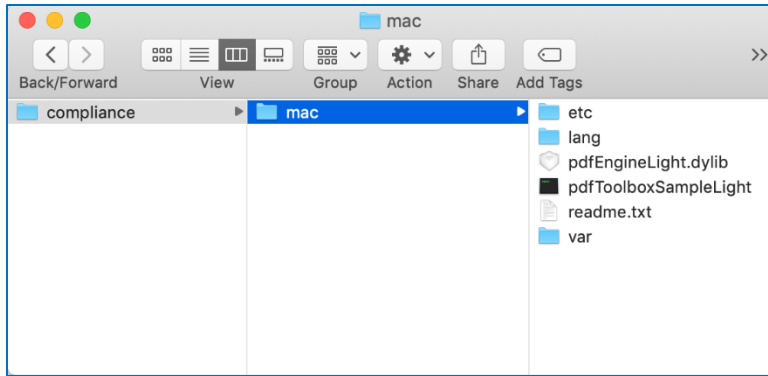 mac
Back/Forward
View
Group
Action
Share
Add Tags
compliance
mac
etc
lang
pdfEngineLight.dylib
pdfToolboxSampleLight
readme.txt
var